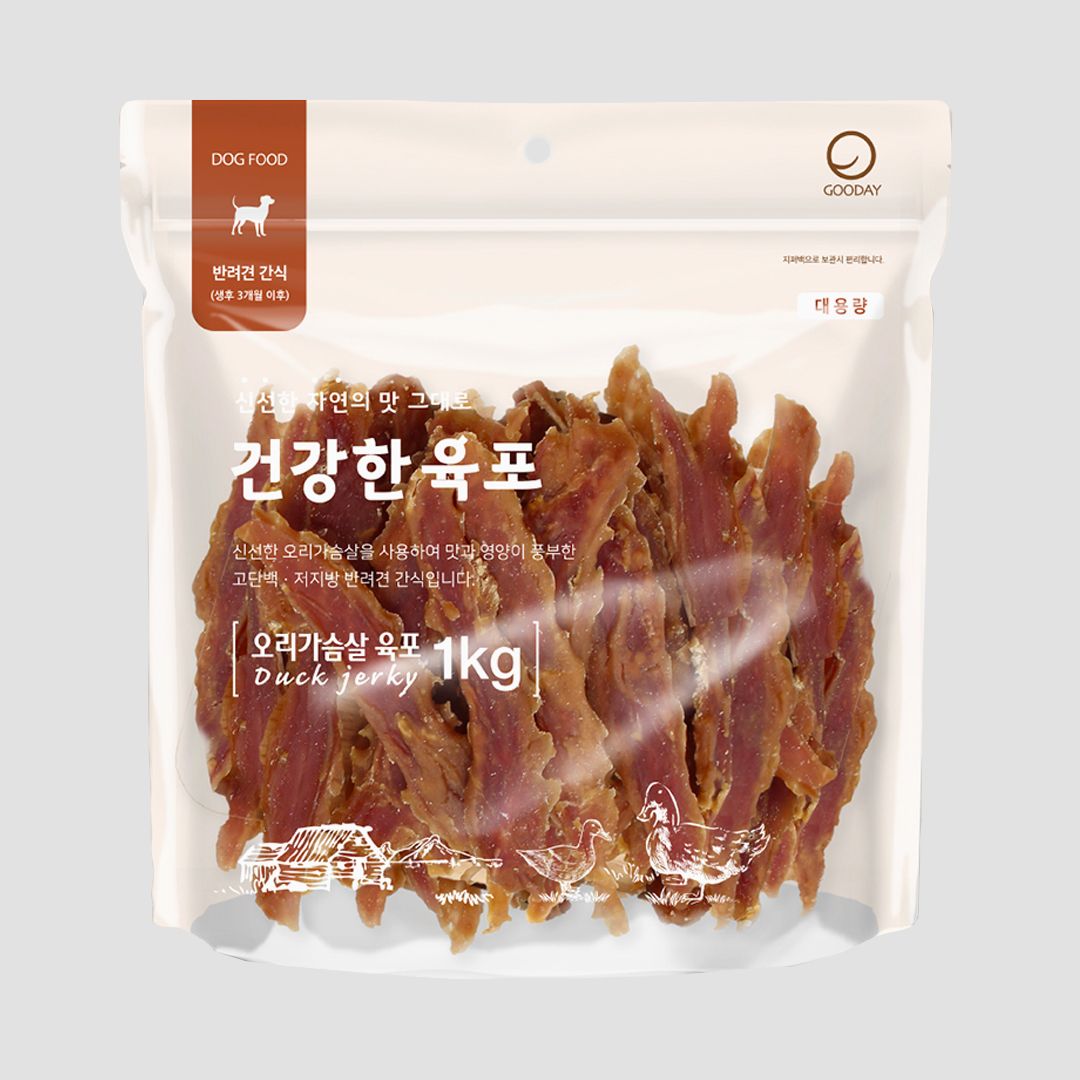 DOG FOOD
반려견 간식
(생후 3개월 이후)
GOODAY
지퍼백으로 보관시 편리합니다.
대용량
신선한 자연의 맛 그대로
건강한육포
신선한 오리가슴살을 사용하여 맛과 영양이 풍부한
고단백 · 저지방 반려견 간식입니다.
오리가슴살 육포
Duck jerky
1kg